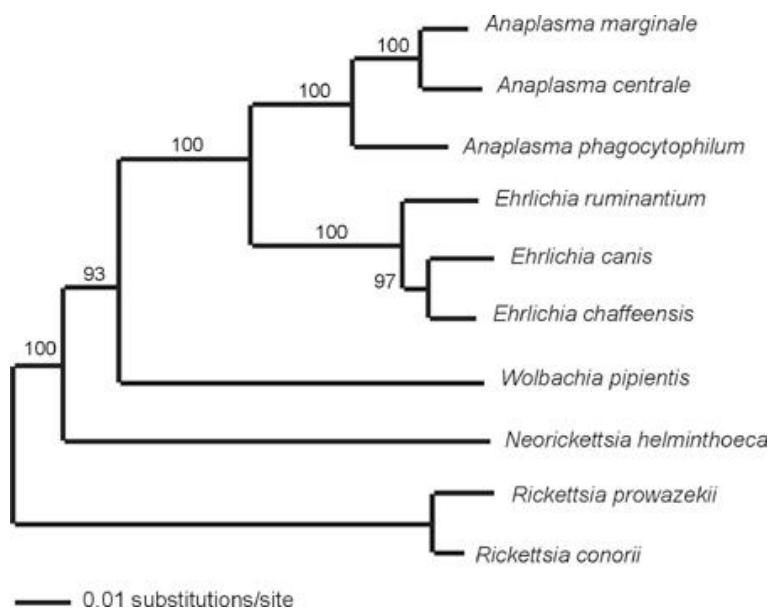 Anaplasma marginale
100
Anaplasma centrale
100
Anaplasma phagocytophilum
100
Ehrlichia ruminantium
100
Ehrlichia canis
93
97
Ehrlichia chaffeensis
100
Wolbachia pipientis
Neorickettsia helminthoeca
Rickettsia prowazekii
Rickettsia conorii
0.01 substitutions/site